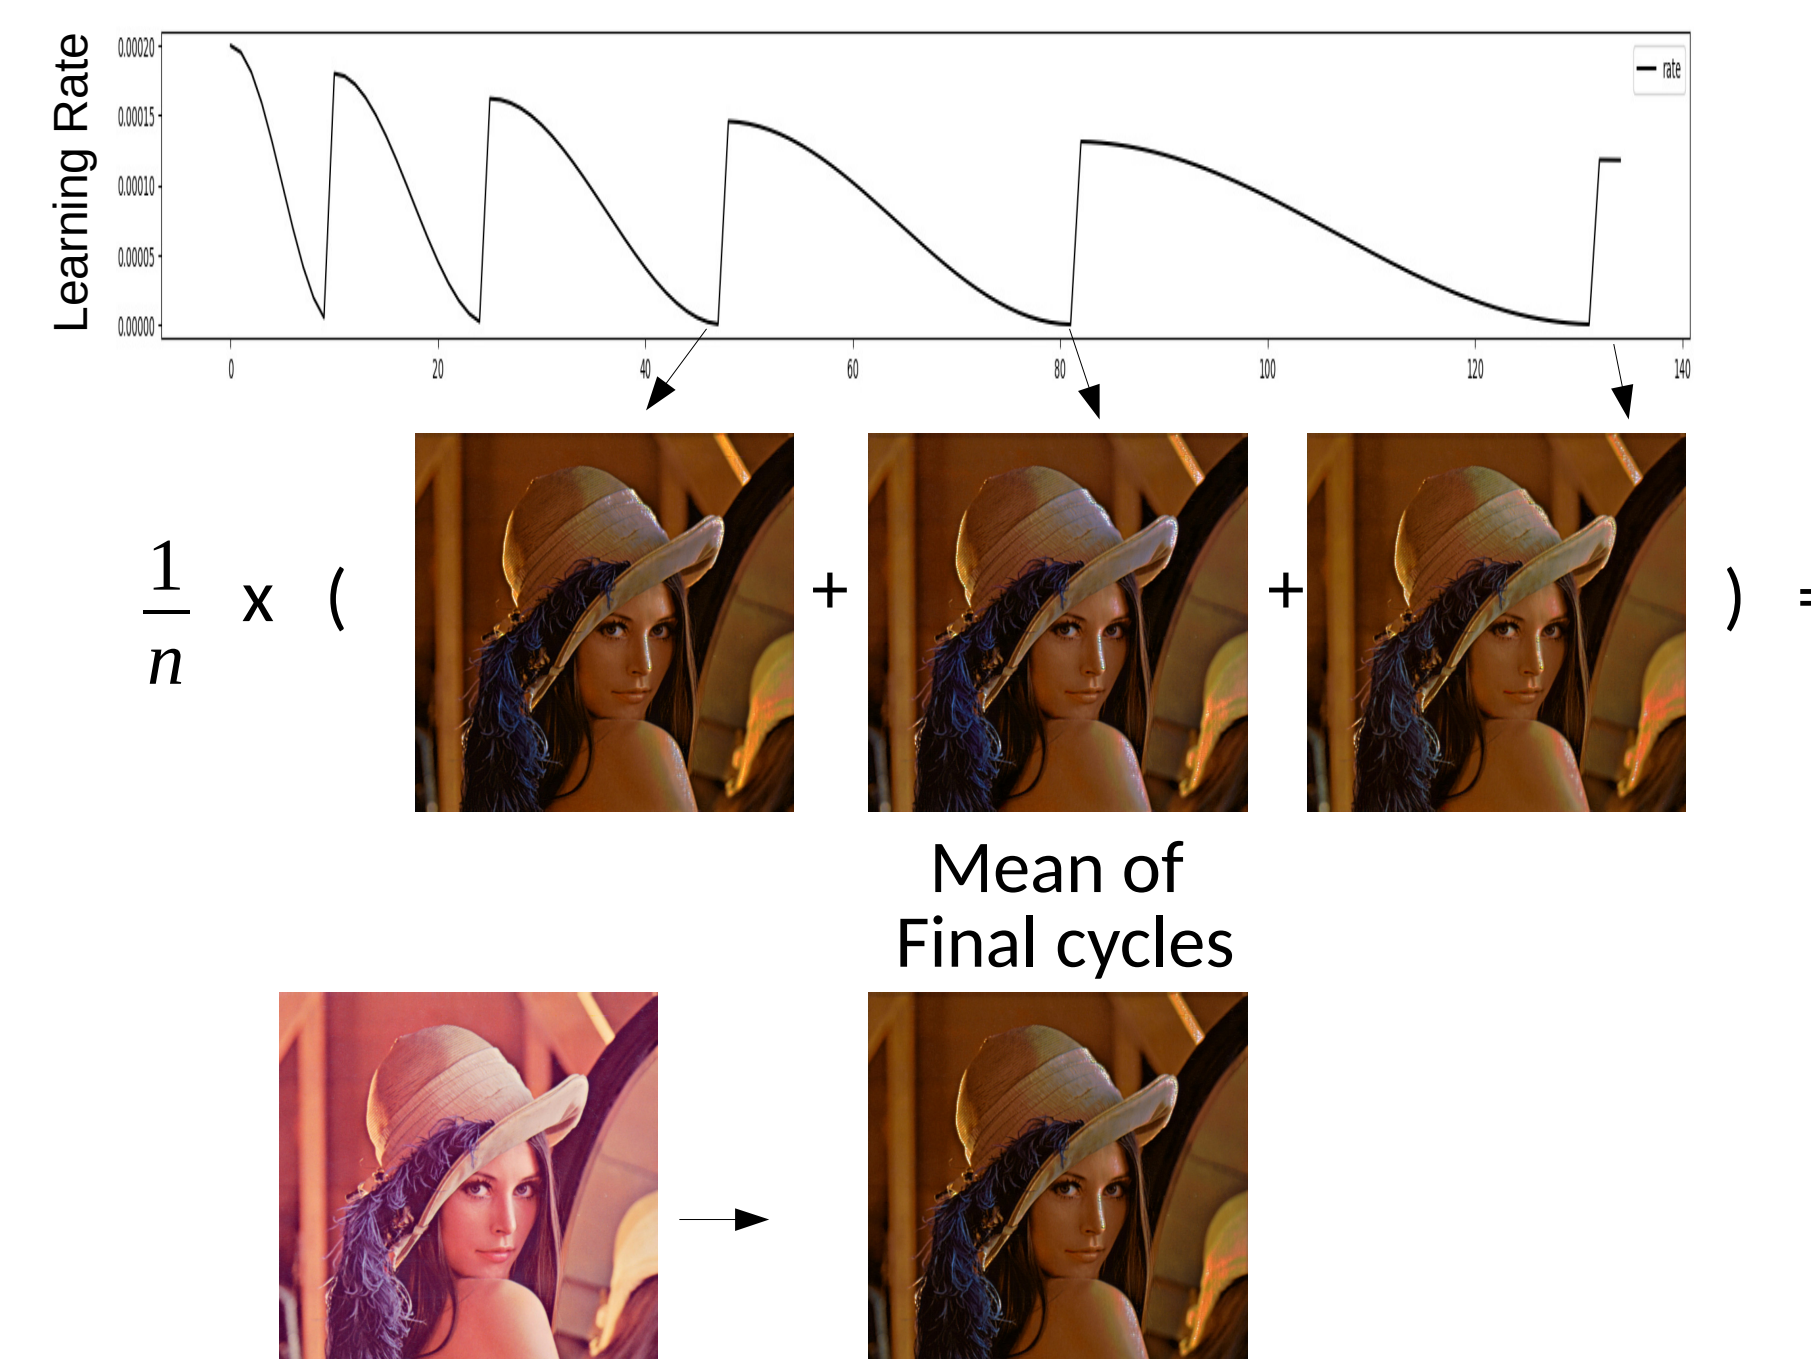 Learning Rate
0.00020
0.00015
0.00010
0.00005
0.00000
rate
0 20 40 60 80 100 120 140
1
n
x ( + + ) =
Mean of
Final cycles